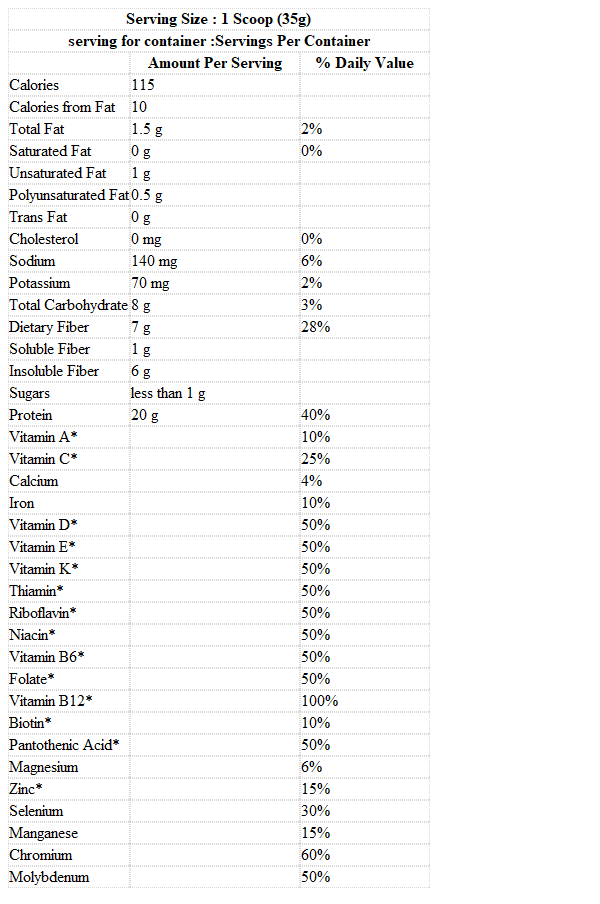 Serving Size : 1 Scoop (35g)
serving for container :Servings Per Container
Amount Per Serving % Daily Value
Calories 115
Calories from Fat 10
Total Fat 1.5 g 2%
Saturated Fat 0 g 0%
Unsaturated Fat 1 g
Polyunsaturated Fat 0.5 g
Trans Fat 0 g
Cholesterol 0 mg 0%
Sodium 140 mg 6%
Potassium 70 mg 2%
Total Carbohydrate 8 g 3%
Dietary Fiber 7 g 28%
Soluble Fiber 1 g
Insoluble Fiber 6 g
Sugars less than 1 g
Protein 20 g 40%
Vitamin A* 10%
Vitamin C* 25%
Calcium 4%
Iron 10%
Vitamin D* 50%
Vitamin E* 50%
Vitamin K* 50%
Thiamin* 50%
Riboflavin* 50%
Niacin* 50%
Vitamin B6* 50%
Folate* 50%
Vitamin B12* 100%
Biotin* 10%
Pantothenic Acid* 50%
Magnesium 6%
Zinc* 15%
Selenium 30%
Manganese 15%
Chromium 60%
Molybdenum 50%